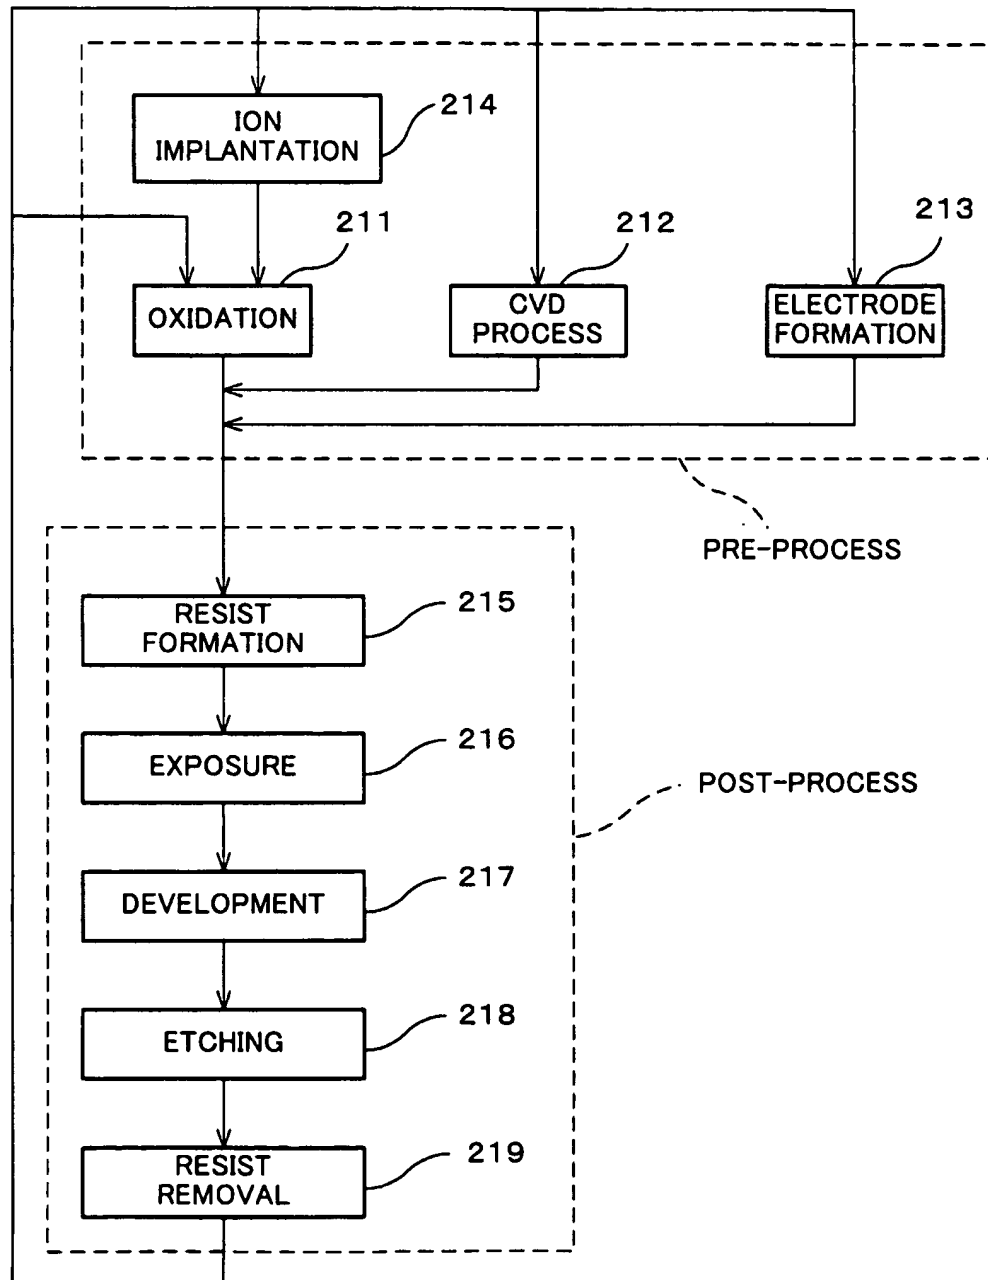 ION
IMPLANTATION
214
211
212
213
OXIDATION
CVD
PROCESS
ELECTRODE
FORMATION
PRE-PROCESS
RESIST
FORMATION
215
EXPOSURE
216
POST-PROCESS
DEVELOPMENT
217
ETCHING
218
RESIST
REMOVAL
219